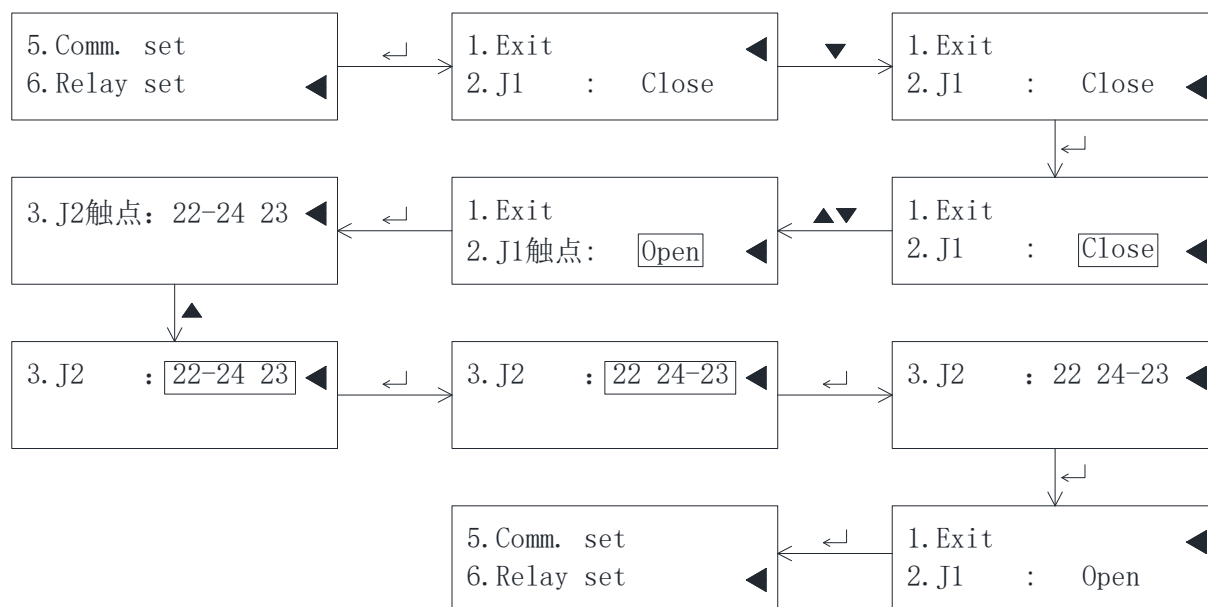 5.Comm. set
6.Relay set
1.Exit
2.J1 : Close
1.Exit
2.J1 : Close
3.J2触点：22-24 23
1.Exit
2.J1触点: Open
1.Exit
2.J1 : Close
3.J2 ：22-24 23
3.J2 ：22 24-23
3.J2 ：22 24-23
5.Comm. set
6.Relay set
1.Exit
2.J1 : Open